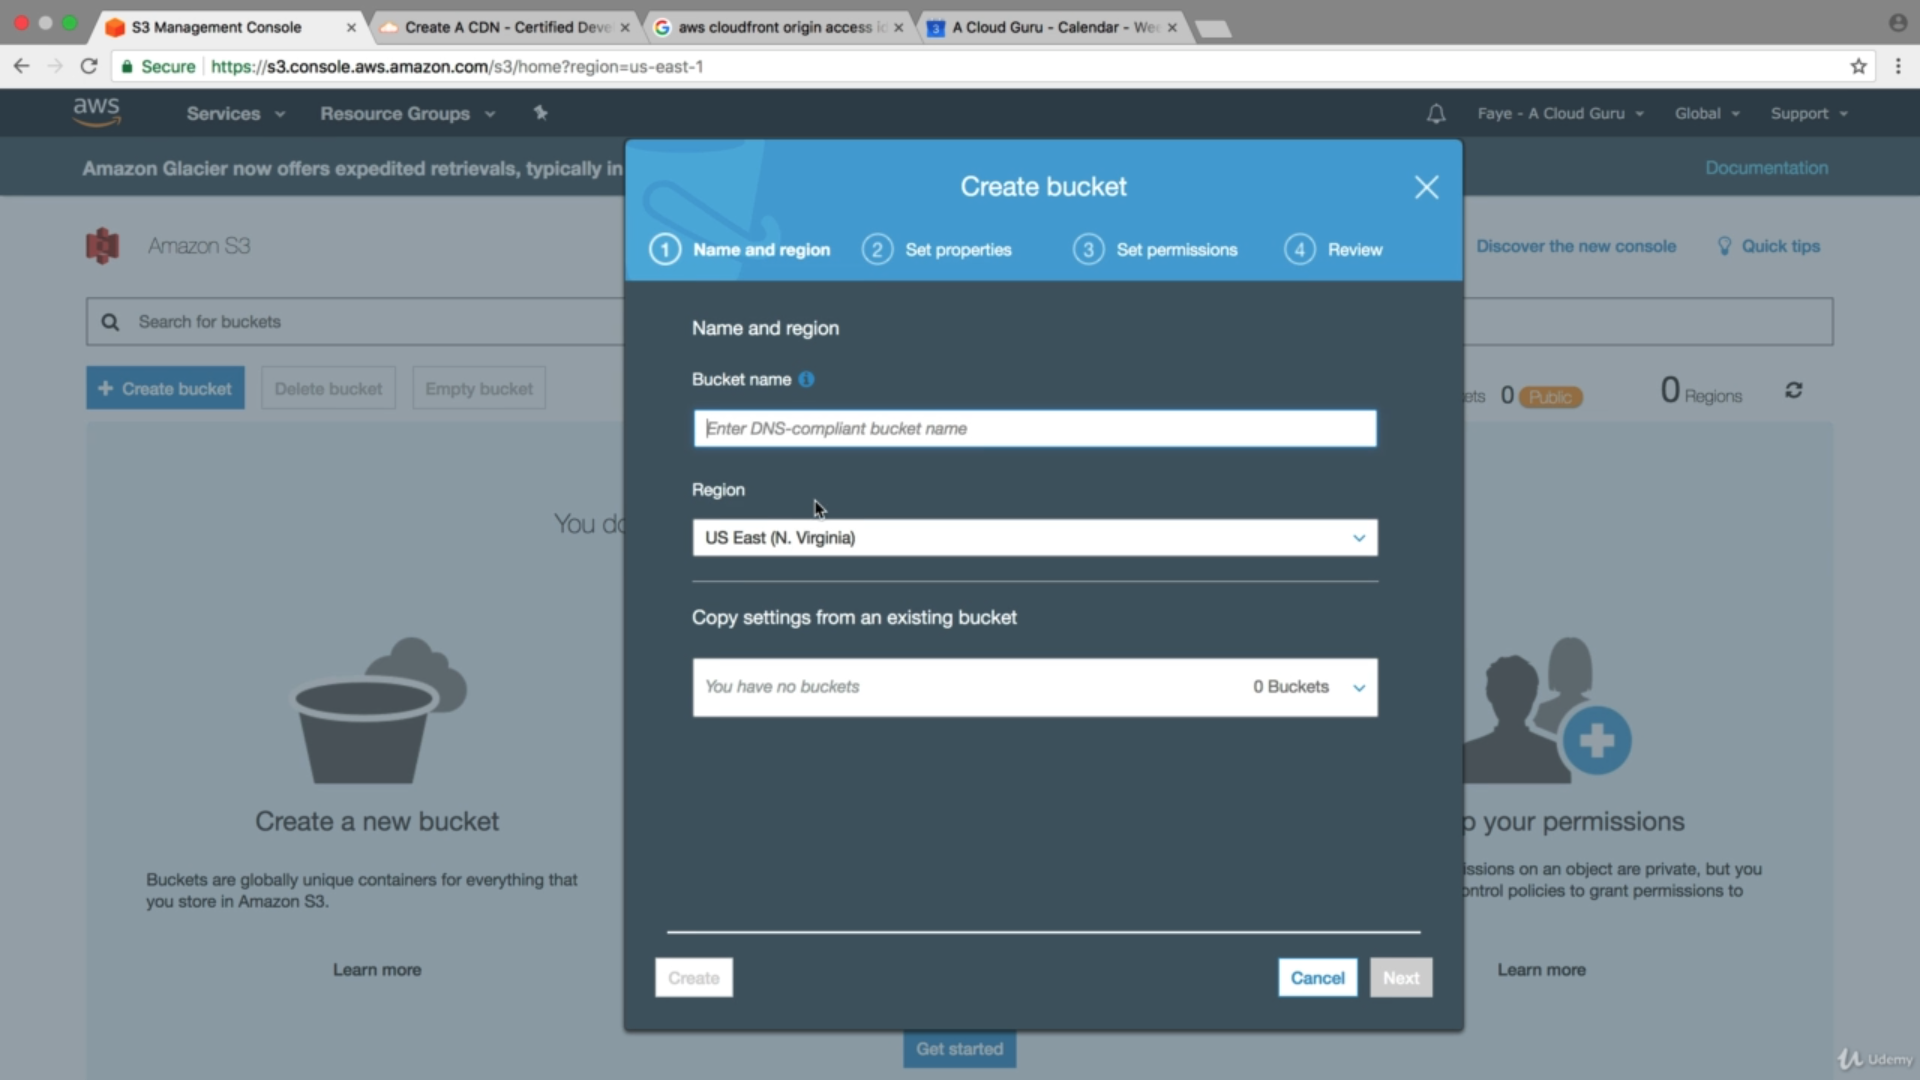 S3 Management Console
Create A CDN - Certified Deve
aws cloudfront origin access id
A Cloud Guru - Calendar - Wee
Secure
https://s3.console.aws.amazon.com/s3/home?region=us-east-1
aws
Services
Resource Groups
Faye - A Cloud Guru
Global
Support
Amazon Glacier now offers expedited retrievals, typically in
Documentation
Create bucket
1 Name and region
2 Set properties
3 Set permissions
4 Review
Amazon S3
Discover the new console
Quick tips
Search for buckets
Name and region
Bucket name
Create bucket
Delete bucket
Empty bucket
ets 0 Public
0 Regions
Enter DNS-compliant bucket name
Region
You do
US East (N. Virginia)
Copy settings from an existing bucket
You have no buckets
0 Buckets
Create a new bucket
p your permissions
Buckets are globally unique containers for everything that
you store in Amazon S3.
issions on an object are private, but you
ontrol policies to grant permissions to
Learn more
Learn more
Create
Cancel
Next
Get started
Udemy